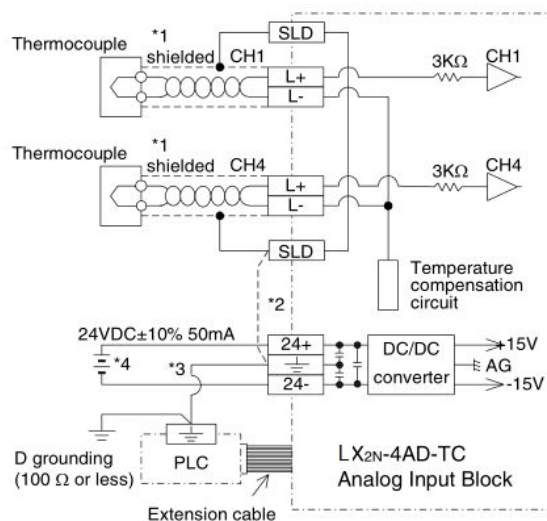 Thermocouple
*1
shielded
CH1
SLD
L+
L-
3KΩ
CH1
Thermocouple
*1
shielded
CH4
L+
L-
3KΩ
CH4
SLD
*2
Temperature
compensation
circuit
24VDC±10% 50mA
*4
*3
24+
24-
DC/DC
converter
+15V
AG
-15V
D grounding
(100 Ω or less)
PLC
Extension cable
LX2N-4AD-TC
Analog Input Block